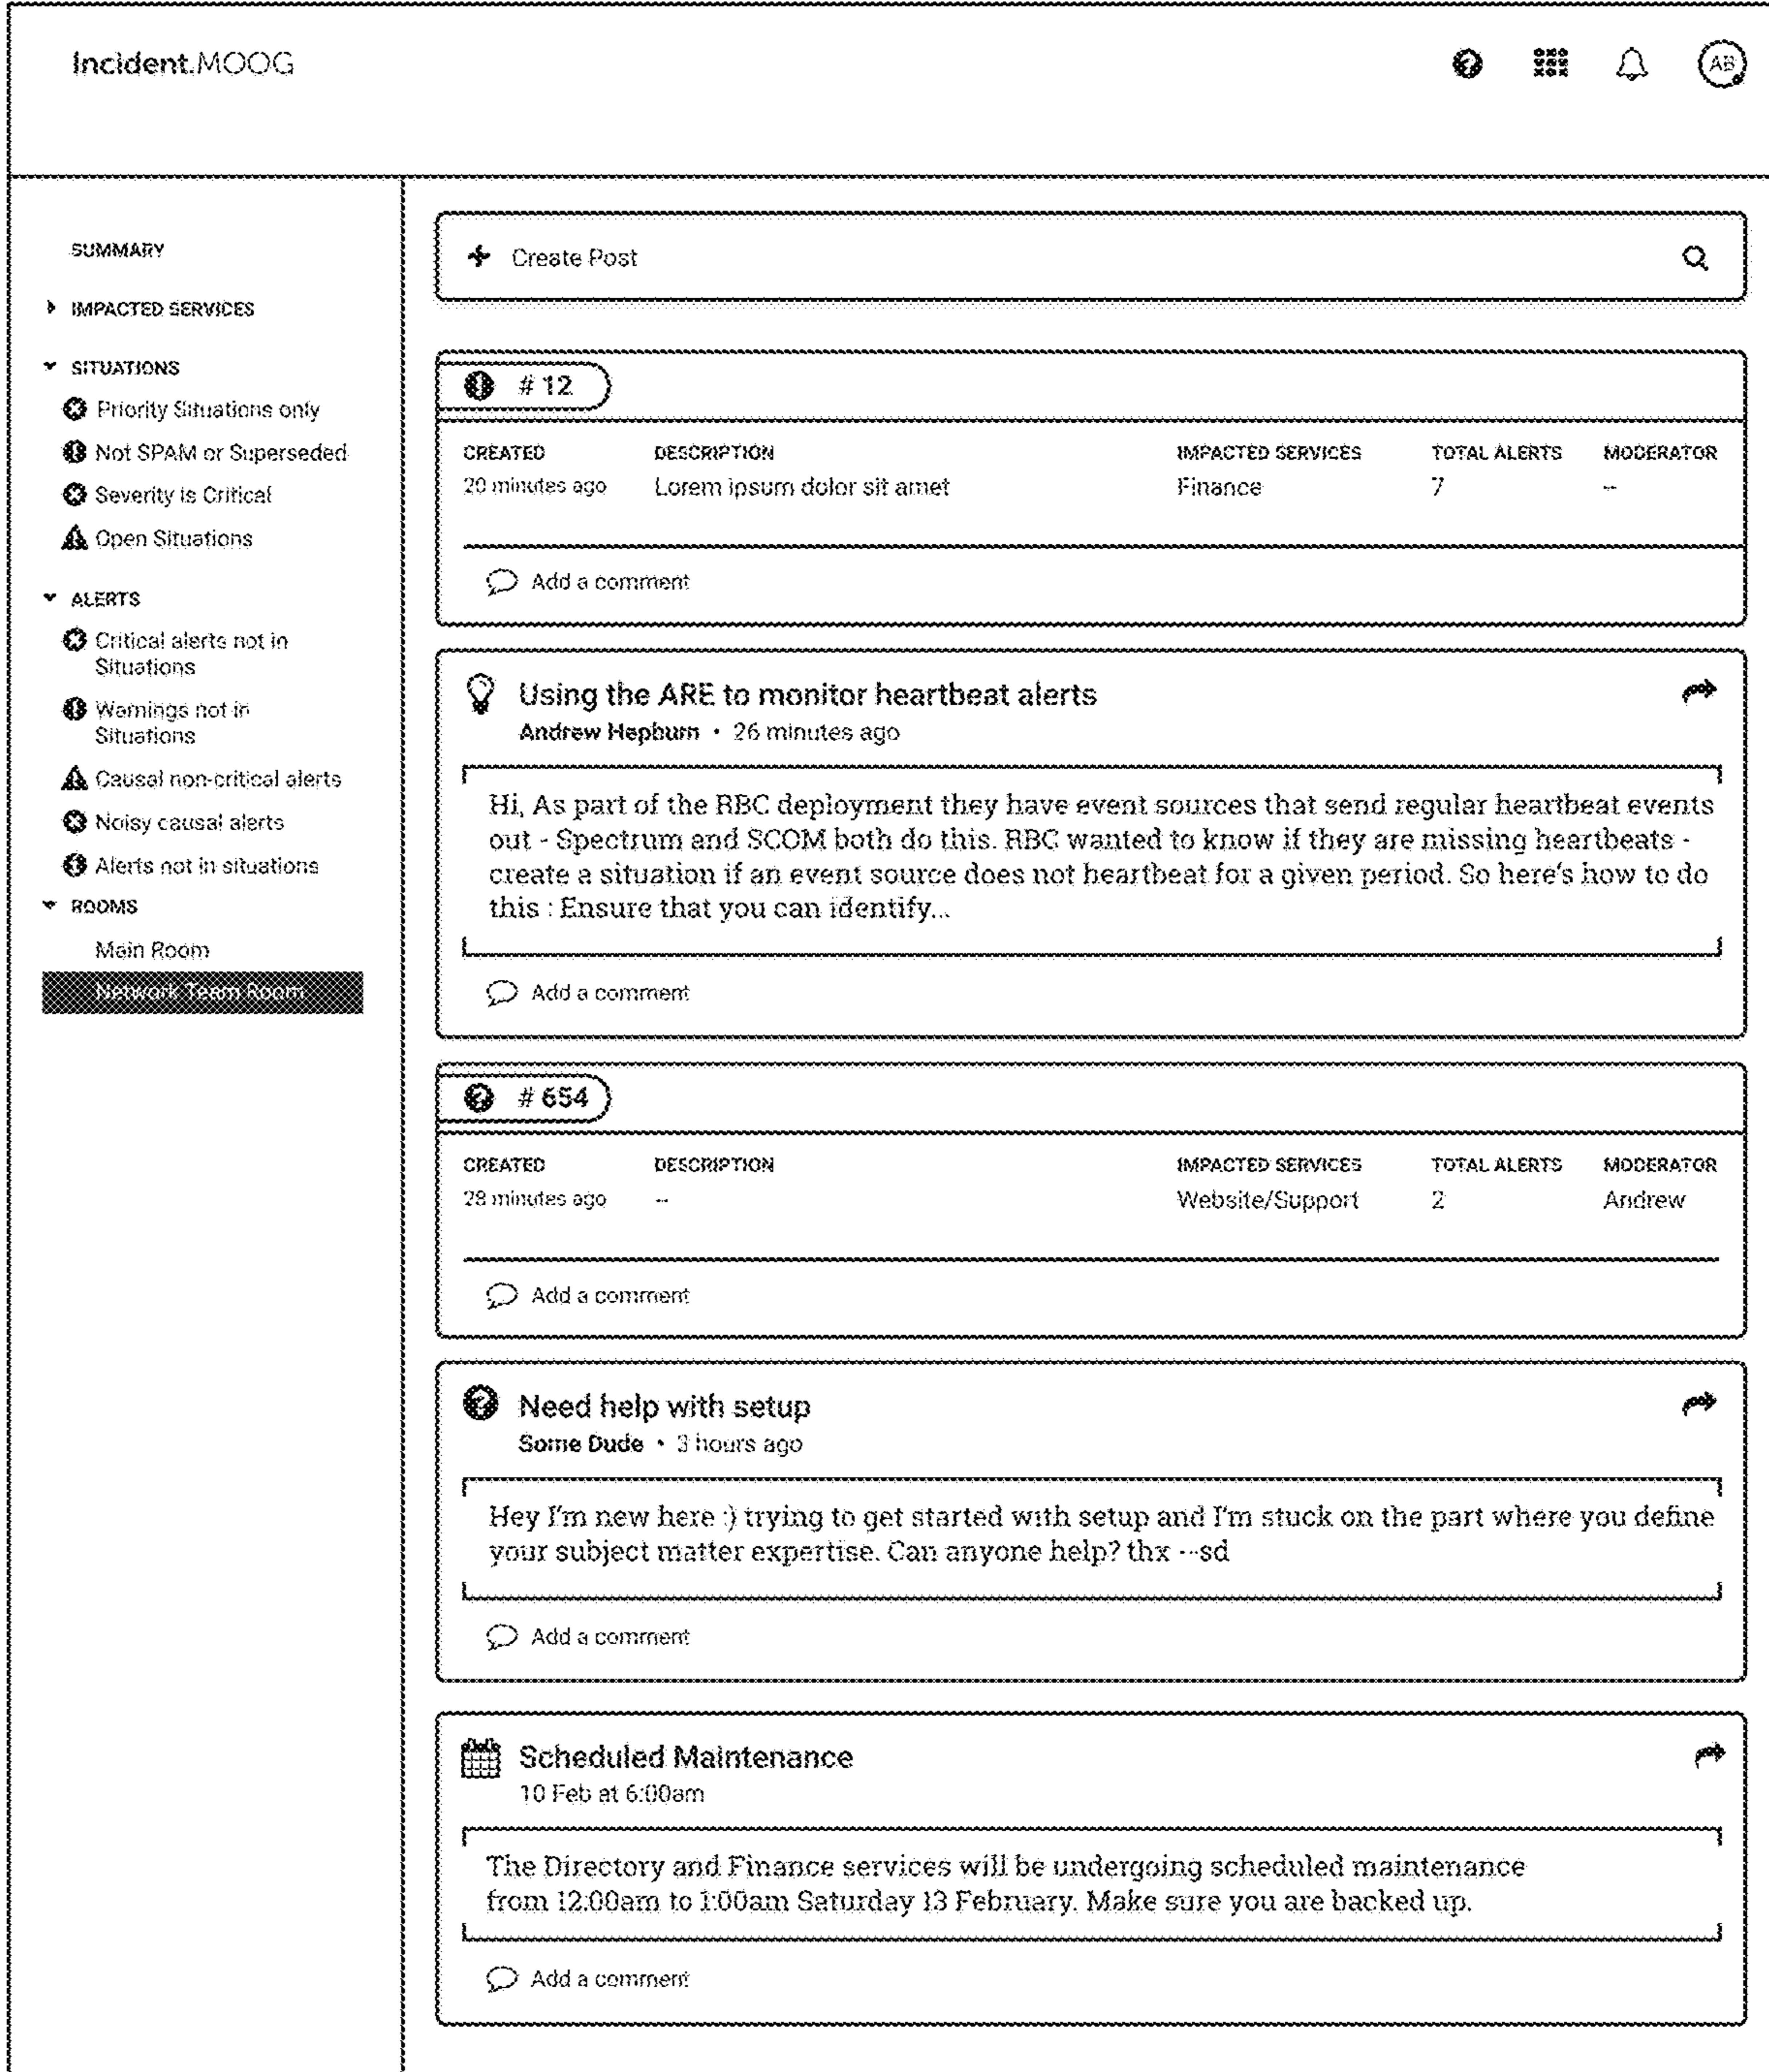 Incident.MOOG
AB
SUMMARY
IMPACTED SERVICES
SITUATIONS
Priority Situations only
Not SPAM or Superseded
Severity is Critical
Open Situations
ALERTS
Critical alerts not in
Situations
Warnings not in
Situations
Causal non-critical alerts
Noisy causal alerts
Alerts not in situations
ROOMS
Main Room
Network Team Room
Create Post
# 12
CREATED DESCRIPTION IMPACTED SERVICES TOTAL ALERTS MODERATOR
20 minutes ago Lorem ipsum dolor sit amet Finance 7 --
Add a comment
Using the ARE to monitor heartbeat alerts
Andrew Hepburn • 26 minutes ago
Hi, As part of the RBC deployment they have event sources that send regular heartbeat events
out - Spectrum and SCOM both do this. RBC wanted to know if they are missing heartbeats -
create a situation if an event source does not heartbeat for a given period. So here's how to do
this : Ensure that you can identify...
Add a comment
# 654
CREATED DESCRIPTION IMPACTED SERVICES TOTAL ALERTS MODERATOR
28 minutes ago -- Website/Support 2 Andrew
Add a comment
Need help with setup
Some Dude • 3 hours ago
Hey I'm new here :) trying to get started with setup and I'm stuck on the part where you define
your subject matter expertise. Can anyone help? thx --sd
Add a comment
Scheduled Maintenance
10 Feb at 6:00am
The Directory and Finance services will be undergoing scheduled maintenance
from 12:00am to 1:00am Saturday 13 February. Make sure you are backed up.
Add a comment